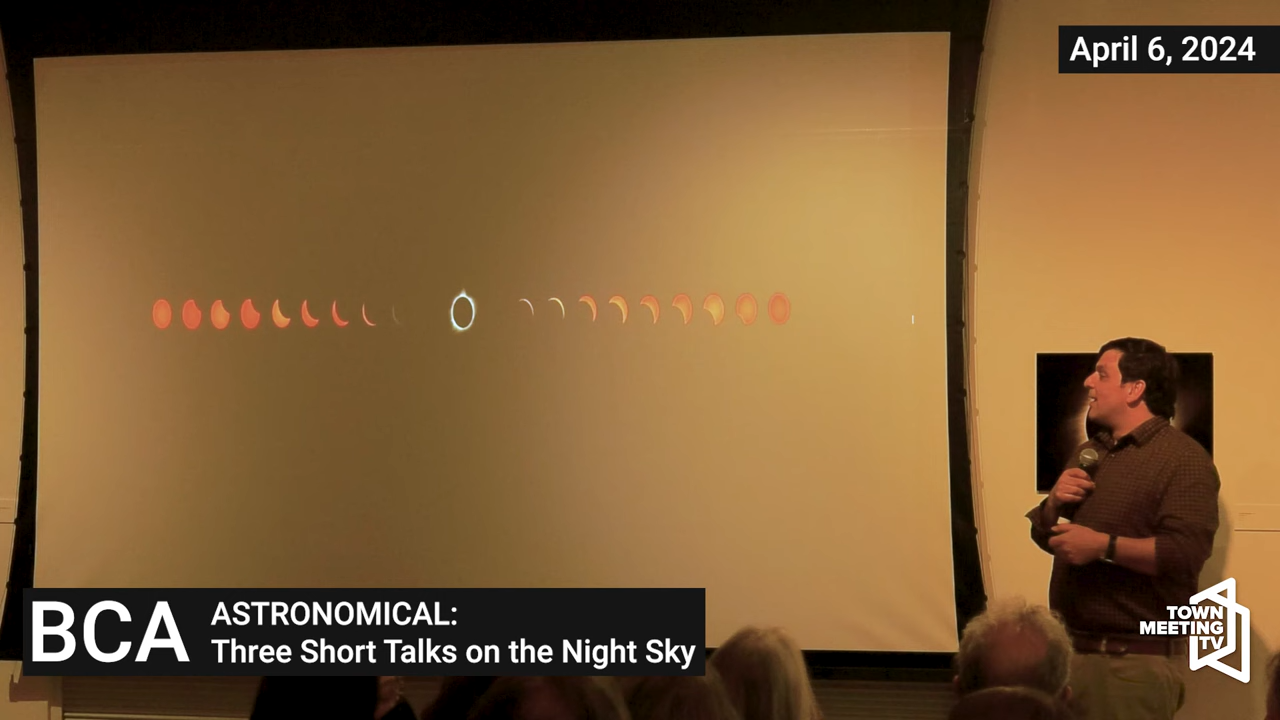 April 6, 2024
BCA
ASTRONOMICAL:
Three Short Talks on the Night Sky
TOWN
MEETING
TV